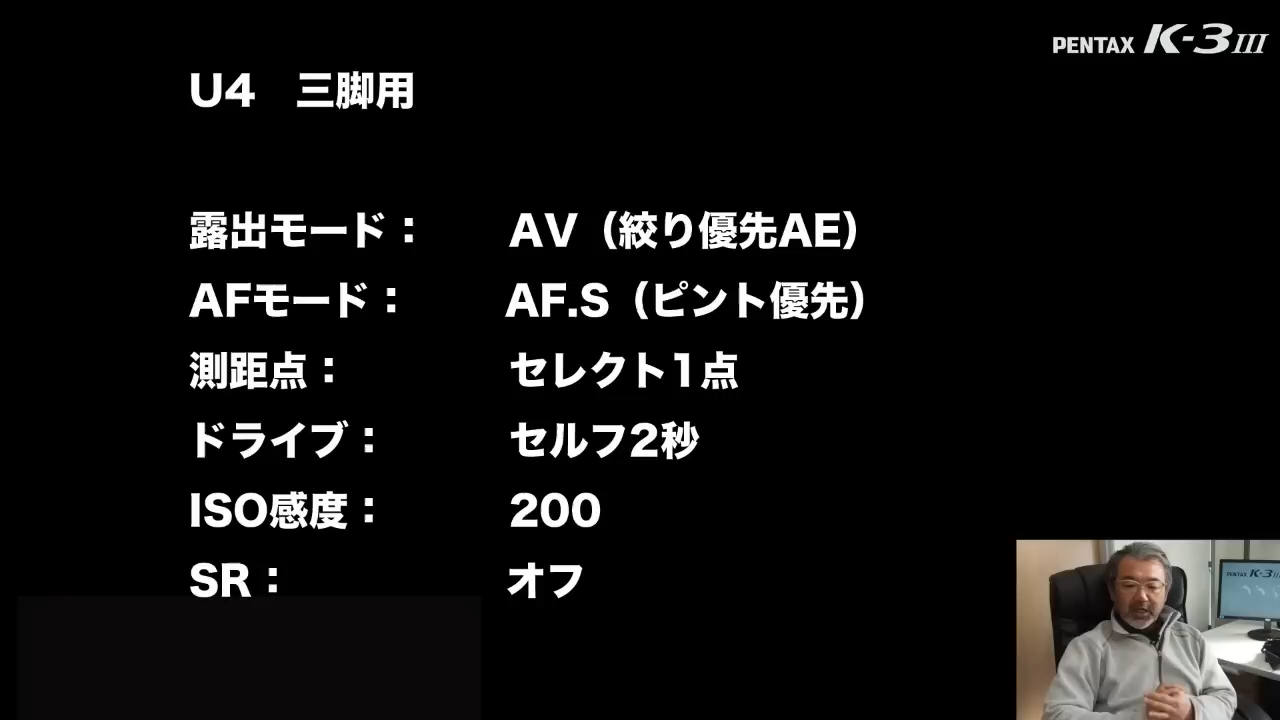 PENTAX K-3 III
U4 三脚用
露出モード： AV（絞り優先AE）
AFモード： AF.S（ピント優先）
測距点： セレクト1点
ドライブ： セルフ2秒
ISO感度： 200
SR： オフ
PENTAX K-3 III